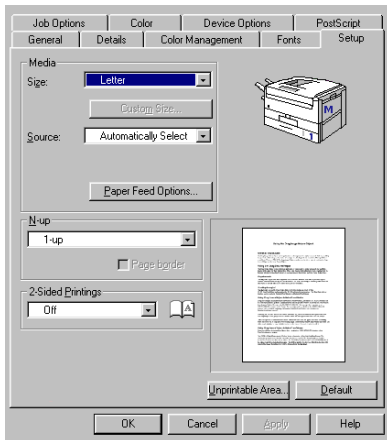 Job Options Color Device Options PostScript
General Details Color Management Fonts Setup
Media
Size: Letter
Custom Size...
Source: Automatically Select
Paper Feed Options...
M
1
N-up
1-up
Page border
2-Sided Printings
Off
A
Unprintable Area... Default
OK Cancel Apply Help